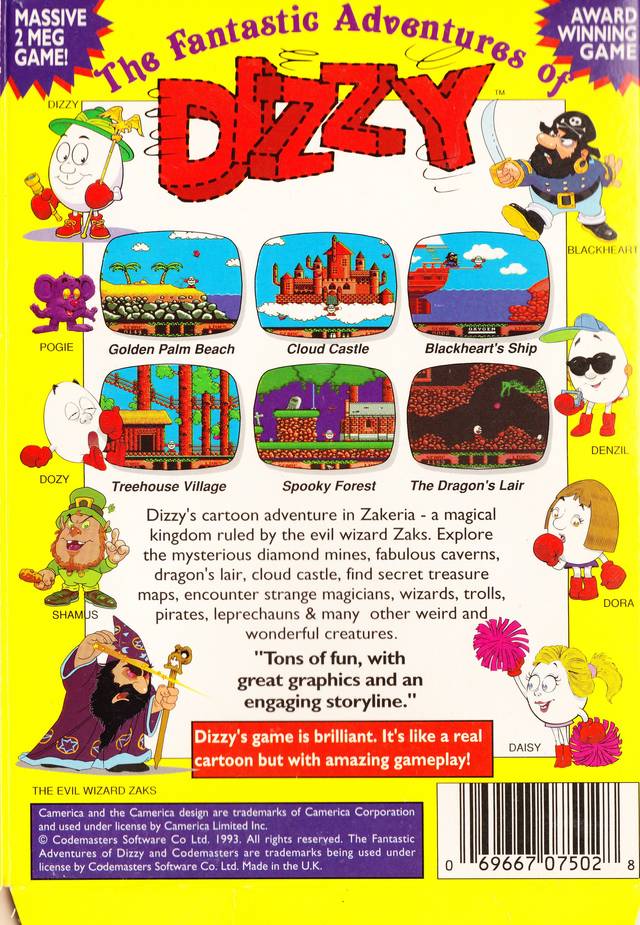 MASSIVE
2 MEG
GAME!
AWARD
WINNING
GAME
The Fantastic Adventures of
DIZZY™
DIZZY
BLACKHEART
POGIE
Golden Palm Beach
Cloud Castle
Blackheart's Ship
OXYGEN
DENZIL
DOZY
Treehouse Village
Spooky Forest
The Dragon's Lair
Dizzy's cartoon adventure in Zakeria - a magical
kingdom ruled by the evil wizard Zaks. Explore
the mysterious diamond mines, fabulous caverns,
dragon's lair, cloud castle, find secret treasure
maps, encounter strange magicians, wizards, trolls,
pirates, leprechauns & many other weird and
wonderful creatures.
SHAMUS
DORA
"Tons of fun, with
great graphics and an
engaging storyline."
Dizzy's game is brilliant. It's like a real
cartoon but with amazing gameplay!
DAISY
THE EVIL WIZARD ZAKS
Camerica and the Camerica design are trademarks of Camerica Corporation
and used under license by Camerica Limited Inc.
© Codemasters Software Co Ltd. 1993. All rights reserved. The Fantastic
Adventures of Dizzy and Codemasters are trademarks being used under
license by Codemasters Software Co. Ltd. Made in the U.K.
0 69667 07502 8